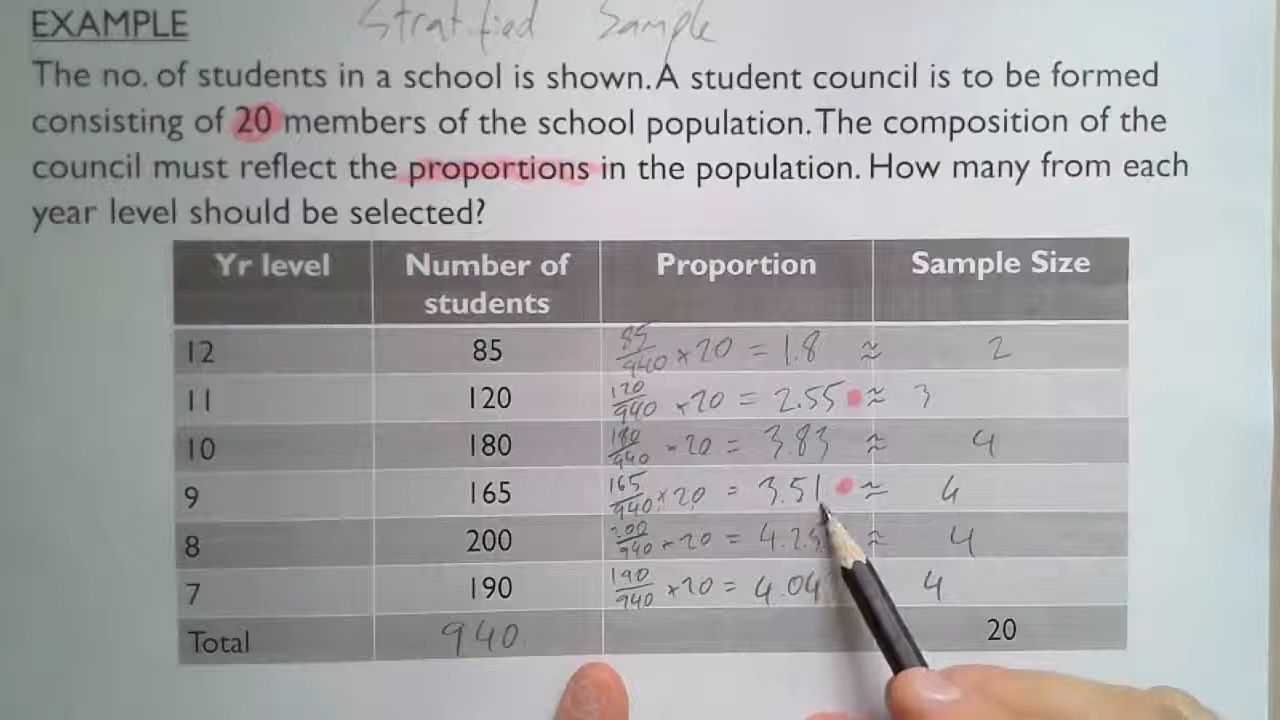 EXAMPLE Stratified Sample
The no. of students in a school is shown. A student council is to be formed
consisting of 20 members of the school population. The composition of the
council must reflect the proportions in the population. How many from each
year level should be selected?
Yr level Number of students Proportion Sample Size
12 85 85/940 × 20 = 1.8 ≈ 2
11 120 120/940 × 20 = 2.55 ≈ 3
10 180 180/940 × 20 = 3.83 ≈ 4
9 165 165/940 × 20 = 3.51 ≈ 4
8 200 200/940 × 20 = ≈ 4
7 190 190/940 × 20 = 4.04 4
Total 940 20